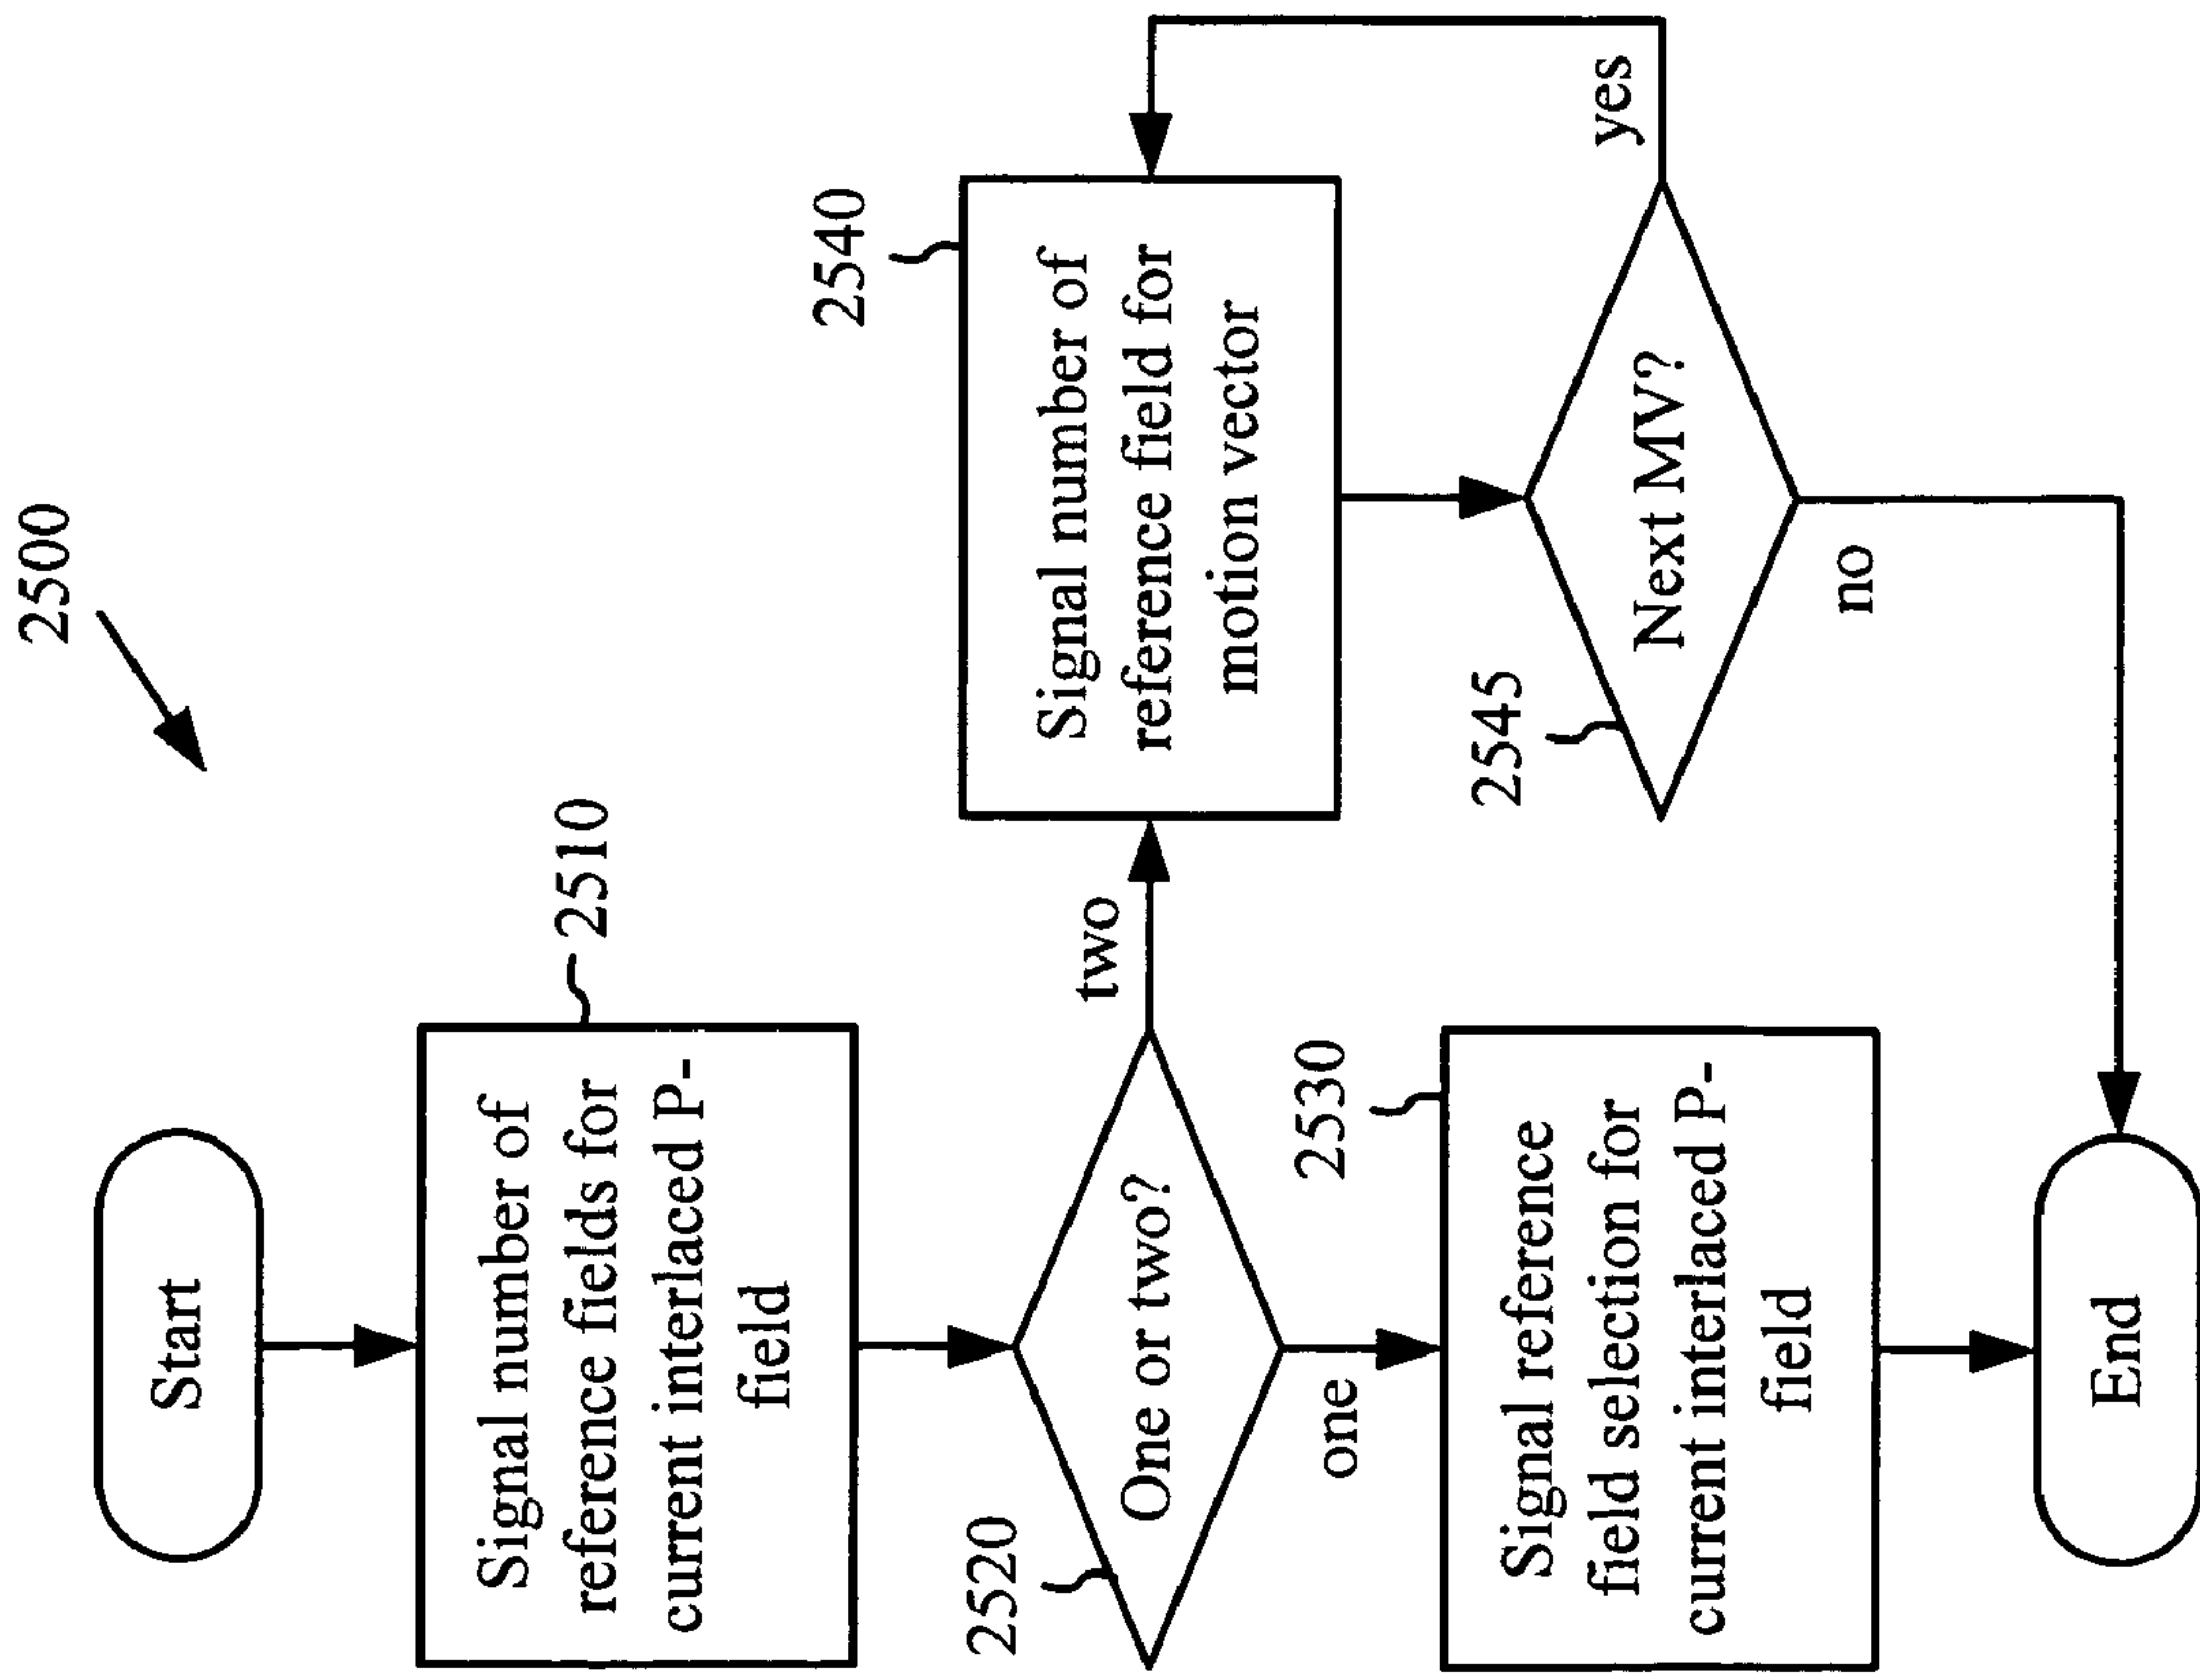 2500
Start
Signal number of
reference fields for
current interlaced P-
field
2510
2520
One or two?
two
one
2530
Signal reference
field selection for
current interlaced P-
field
2540
Signal number of
reference field for
motion vector
2545
Next MV?
yes
no
End